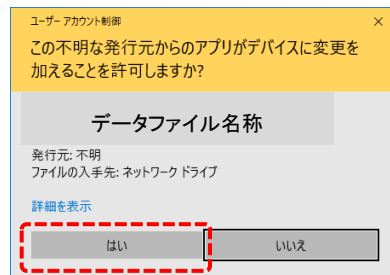 ユーザー アカウント制御
×
この不明な発行元からのアプリがデバイスに変更を
加えることを許可しますか?
データファイル名称
発行元: 不明
ファイルの入手先: ネットワーク ドライブ
詳細を表示
はい
いいえ